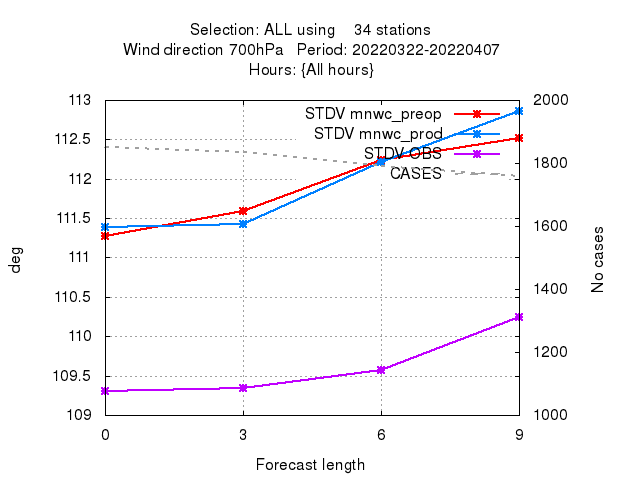 Selection: ALL using 34 stations
Wind direction 700hPa Period: 20220322-20220407
Hours: {All hours}
113
112.5
112
111.5
111
110.5
110
109.5
109
deg
STDV mnwc_preop
STDV mnwc_prod
STDV OBS
CASES
2000
1800
1600
1400
1200
1000
No cases
0 3 6 9
Forecast length